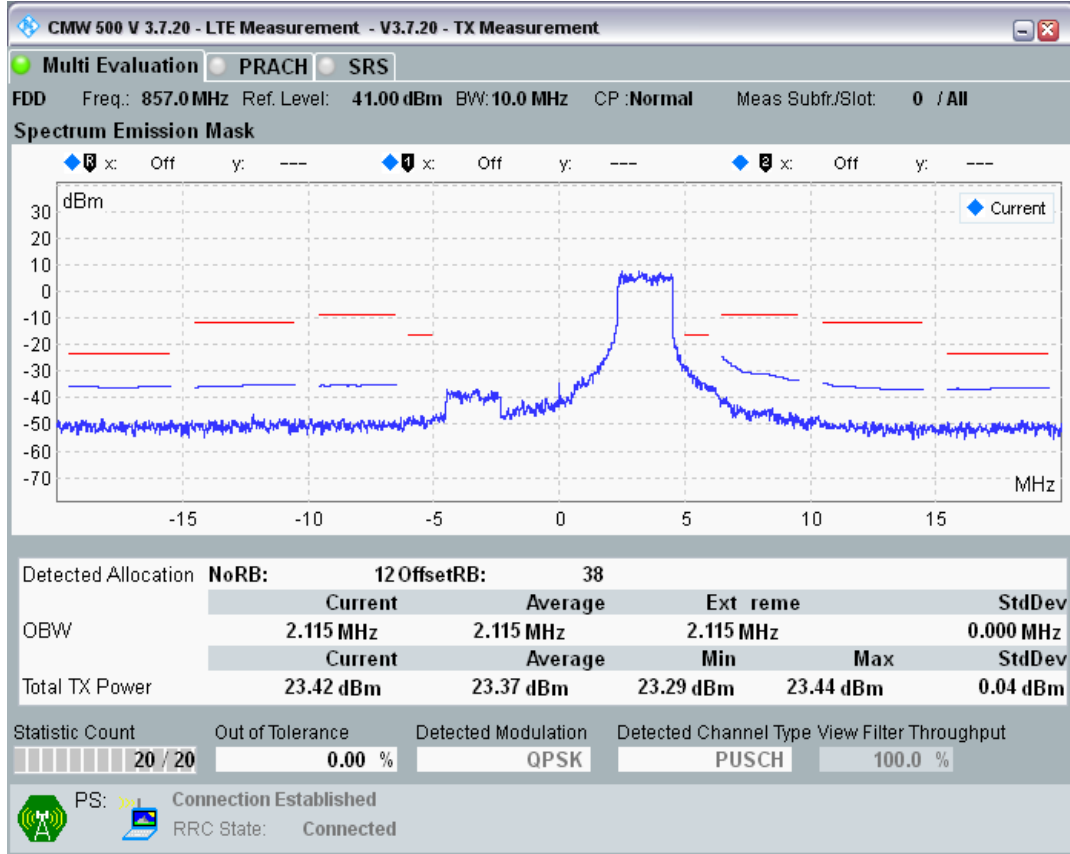 CMW 500 V 3.7.20 - LTE Measurement - V3.7.20 - TX Measurement
Multi Evaluation PRACH SRS
FDD Freq.: 857.0 MHz Ref. Level: 41.00 dBm BW: 10.0 MHz CP :Normal Meas Subfr./Slot: 0 / All
Spectrum Emission Mask
R x: Off y: --- 1 x: Off y: --- 2 x: Off y: ---
dBm
Current
30
20
10
0
-10
-20
-30
-40
-50
-60
-70
MHz
-15 -10 -5 0 5 10 15
Detected Allocation NoRB: 12 OffsetRB: 38
Current Average Ext reme StdDev
OBW 2.115 MHz 2.115 MHz 2.115 MHz 0.000 MHz
Current Average Min Max StdDev
Total TX Power 23.42 dBm 23.37 dBm 23.29 dBm 23.44 dBm 0.04 dBm
Statistic Count Out of Tolerance Detected Modulation Detected Channel Type View Filter Throughput
20 / 20 0.00 % QPSK PUSCH 100.0 %
PS: Connection Established
RRC State: Connected